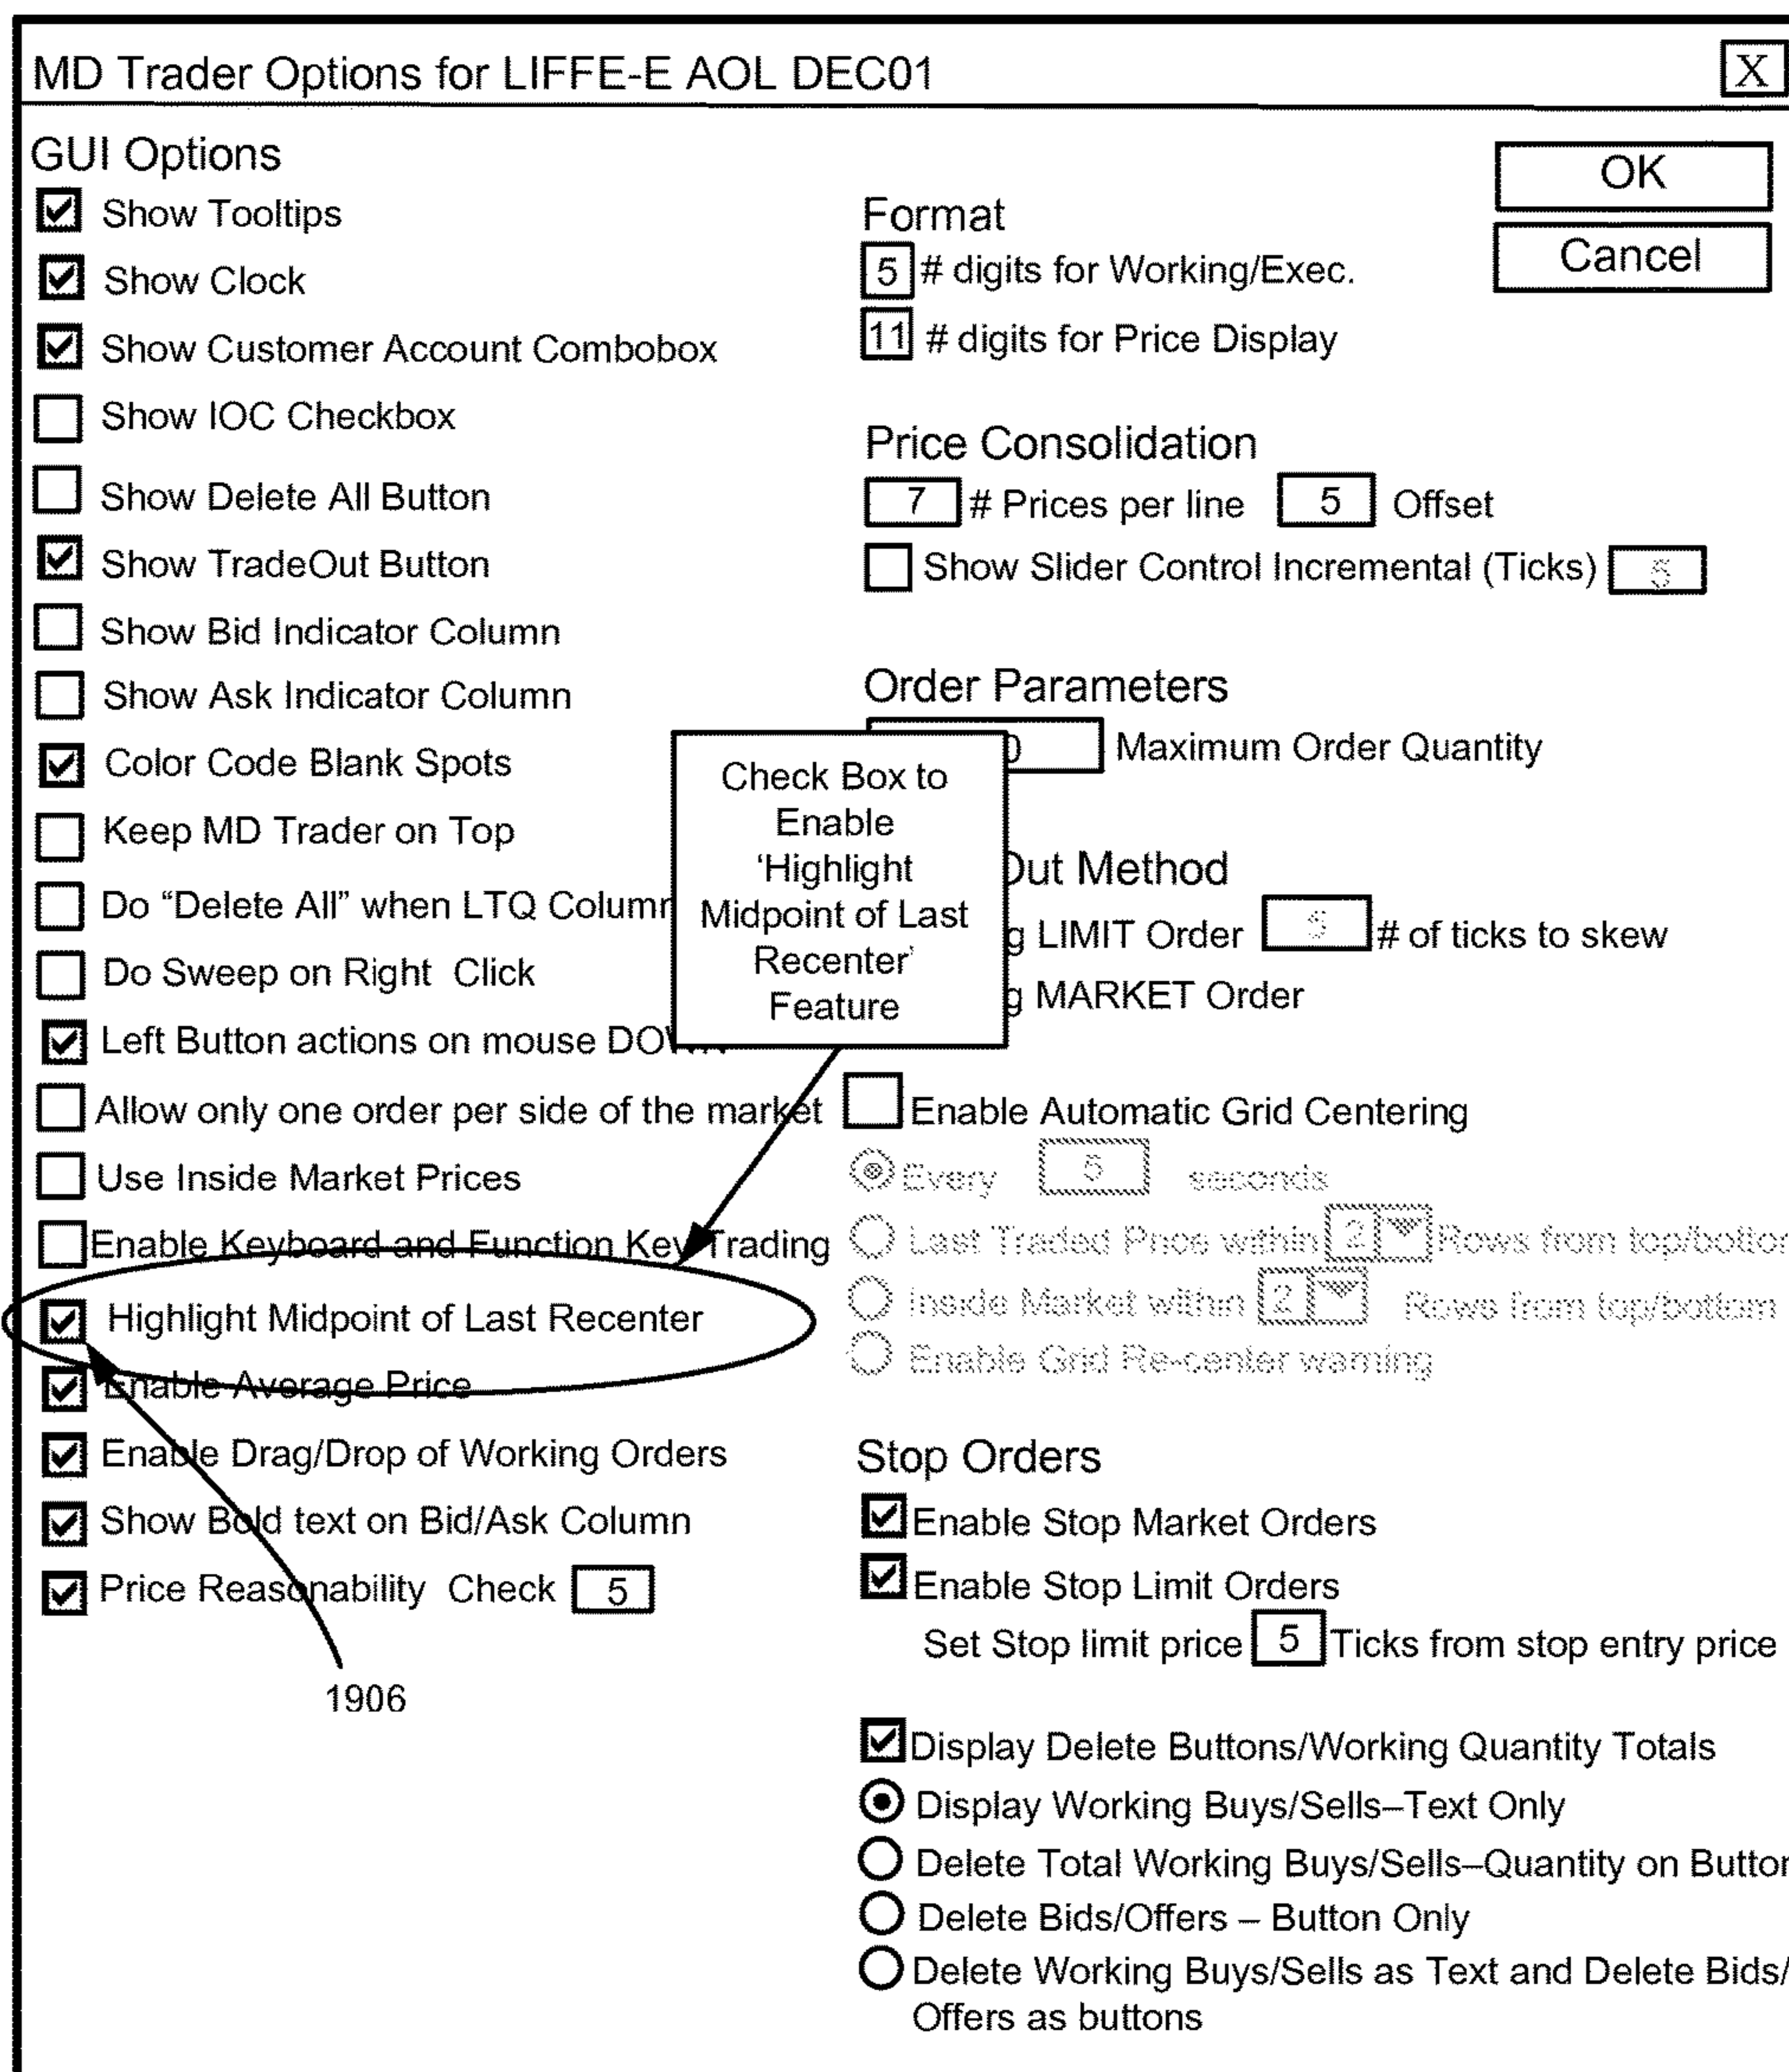 MD Trader Options for LIFFE-E AOL DEC01
X
GUI Options
Show Tooltips
Show Clock
Show Customer Account Combobox
Show IOC Checkbox
Show Delete All Button
Show TradeOut Button
Show Bid Indicator Column
Show Ask Indicator Column
Color Code Blank Spots
Keep MD Trader on Top
Do “Delete All” when LTQ Column
Do Sweep on Right Click
Left Button actions on mouse DOWN
Allow only one order per side of the market
Use Inside Market Prices
Enable Keyboard and Function Key Trading
Highlight Midpoint of Last Recenter
Enable Average Price
Enable Drag/Drop of Working Orders
Show Bold text on Bid/Ask Column
Price Reasonability Check 5
1906
Check Box to
Enable
‘Highlight
Midpoint of Last
Recenter’
Feature
OK
Cancel
Format
5 # digits for Working/Exec.
11 # digits for Price Display
Price Consolidation
7 # Prices per line 5 Offset
Show Slider Control Incremental (Ticks) 5
Order Parameters
0 Maximum Order Quantity
Out Method
g LIMIT Order 5 # of ticks to skew
g MARKET Order
Enable Automatic Grid Centering
Every 5 seconds
Last Traded Price within 2 Rows from top/bottom
Inside Market within 2 Rows from top/bottom
Enable Grid Re-center warning
Stop Orders
Enable Stop Market Orders
Enable Stop Limit Orders
Set Stop limit price 5 Ticks from stop entry price
Display Delete Buttons/Working Quantity Totals
Display Working Buys/Sells–Text Only
Delete Total Working Buys/Sells–Quantity on Button
Delete Bids/Offers – Button Only
Delete Working Buys/Sells as Text and Delete Bids/
Offers as buttons